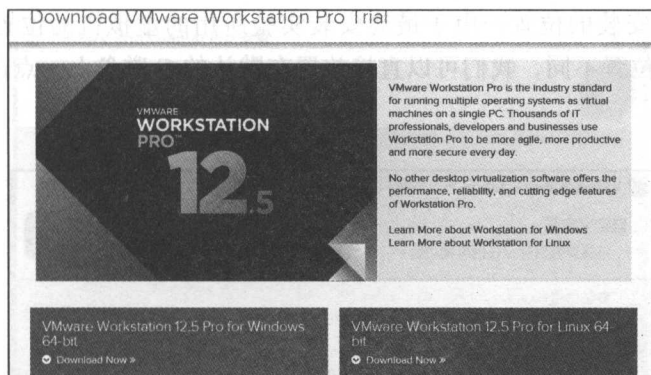 Download VMware Workstation Pro Trial
VMWARE
WORKSTATION
PRO™
12.5
VMware Workstation Pro is the industry standard
for running multiple operating systems as virtual
machines on a single PC. Thousands of IT
professionals, developers and businesses use
Workstation Pro to be more agile, more productive
and more secure every day.
No other desktop virtualization software offers the
performance, reliability, and cutting edge features
of Workstation Pro.
Learn More about Workstation for Windows
Learn More about Workstation for Linux
VMware Workstation 12.5 Pro for Windows
64-bit
Download Now »
VMware Workstation 12.5 Pro for Linux 64-
bit
Download Now »